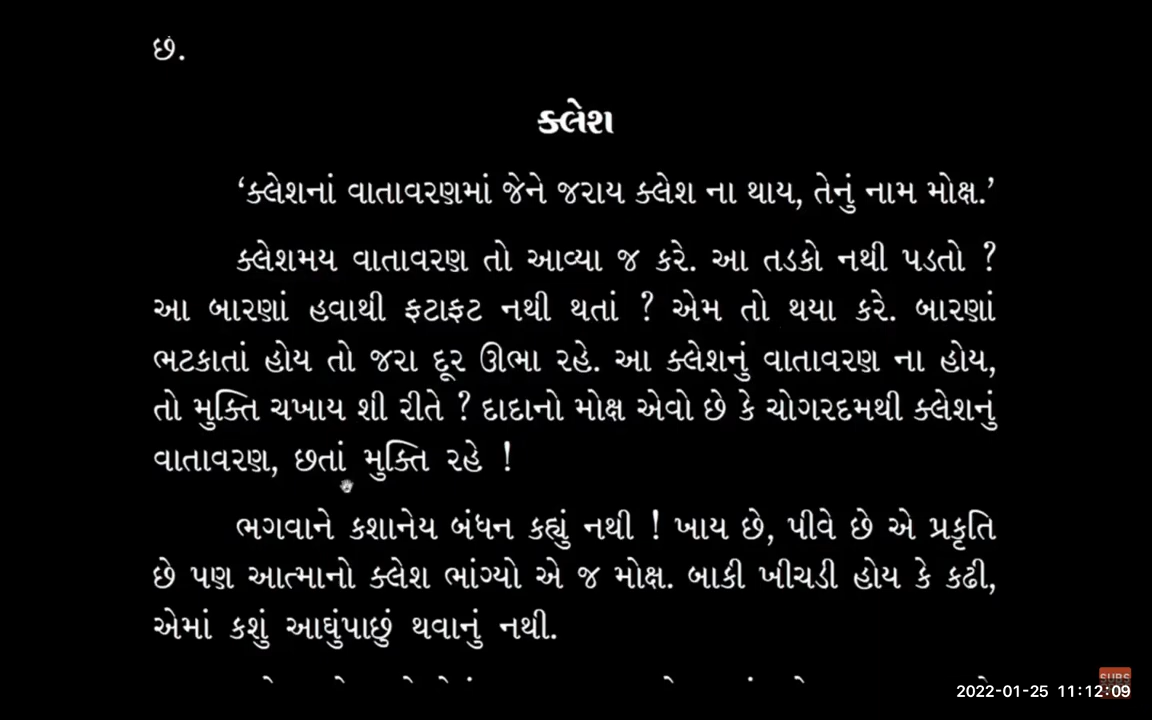 છે.
ક્લેશ
‘ક્લેશનાં વાતાવરણમાં જેને જરાય ક્લેશ ના થાય, તેનું નામ મોક્ષ.’
ક્લેશમય વાતાવરણ તો આવ્યા જ કરે. આ તડકો નથી પડતો ?
આ બારણાં હવાથી ફટાફટ નથી થતાં ? એમ તો થયા કરે. બારણાં
ભટકાતાં હોય તો જરા દૂર ઊભા રહે. આ ક્લેશનું વાતાવરણ ના હોય,
તો મુક્તિ ચખાય શી રીતે ? દાદાનો મોક્ષ એવો છે કે ચોગરદમથી ક્લેશનું
વાતાવરણ, છતાં મુક્તિ રહે !
ભગવાને કશાનેય બંધન કહ્યું નથી ! ખાય છે, પીવે છે એ પ્રકૃતિ
છે પણ આત્માનો ક્લેશ ભાંગ્યો એ જ મોક્ષ. બાકી ખીચડી હોય કે કઢી,
એમાં કશું આઘુંપાછું થવાનું નથી.
SUBS
2022-01-25 11:12:09